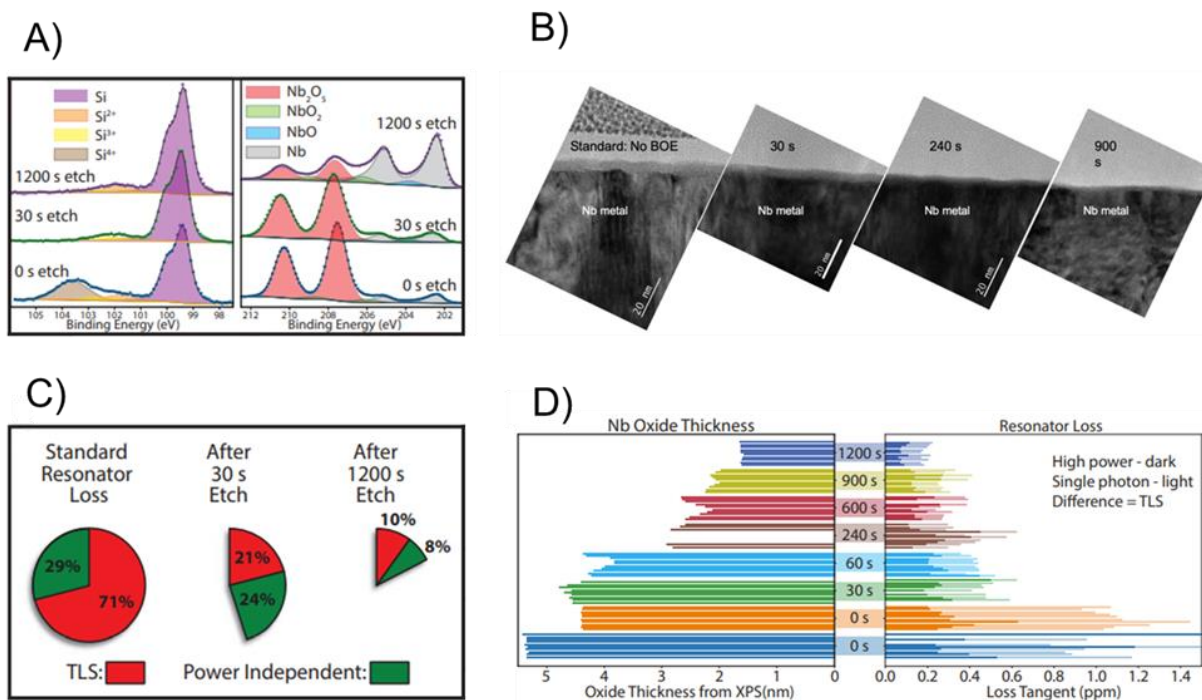 A)
Si
Si²⁺
Si³⁺
Si⁴⁺
1200 s etch
30 s etch
0 s etch
105 104 103 102 101 100 99 98
Binding Energy (eV)
Nb₂O₅
NbO₂
NbO
Nb
1200 s etch
30 s etch
0 s etch
212 210 208 206 204 202
Binding Energy (eV)
B)
Standard: No BOE
Nb metal
20 nm
30 s
Nb metal
20 nm
240 s
Nb metal
20 nm
900
s
Nb metal
20 nm
C)
Standard
Resonator
Loss
29%
71%
After
30 s
Etch
21%
24%
After
1200 s
Etch
10%
8%
TLS:
Power Independent:
D)
Nb Oxide Thickness
Resonator Loss
High power - dark
Single photon - light
Difference = TLS
1200 s
900 s
600 s
240 s
60 s
30 s
0 s
0 s
5 4 3 2 1 0
Oxide Thickness from XPS(nm)
0.0 0.2 0.4 0.6 0.8 1.0 1.2 1.4
Loss Tangent (ppm)